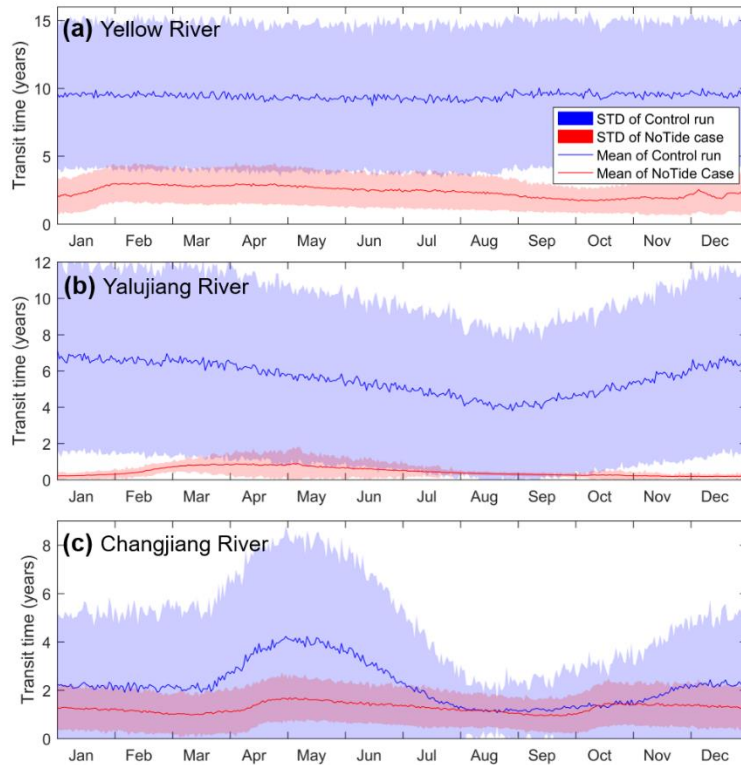 (a) Yellow River
Transit time (years)
15
10
5
0
STD of Control run
STD of NoTide case
Mean of Control run
Mean of NoTide Case
Jan Feb Mar Apr May Jun Jul Aug Sep Oct Nov Dec
(b) Yalujiang River
Transit time (years)
12
10
8
6
4
2
0
Jan Feb Mar Apr May Jun Jul Aug Sep Oct Nov Dec
(c) Changjiang River
Transit time (years)
8
6
4
2
0
Jan Feb Mar Apr May Jun Jul Aug Sep Oct Nov Dec